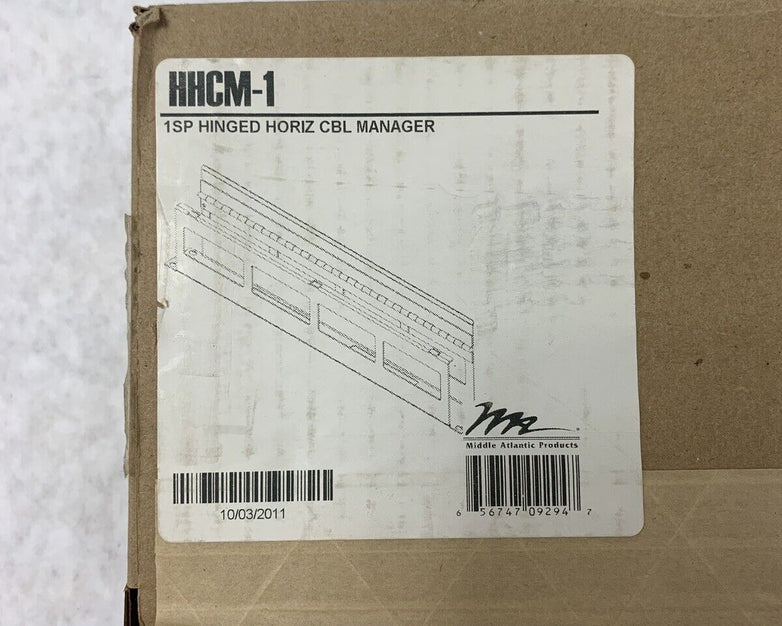 HHCM-1
1SP HINGED HORIZ CBL MANAGER
Middle Atlantic Products
10/03/2011
6 56747 09294 7